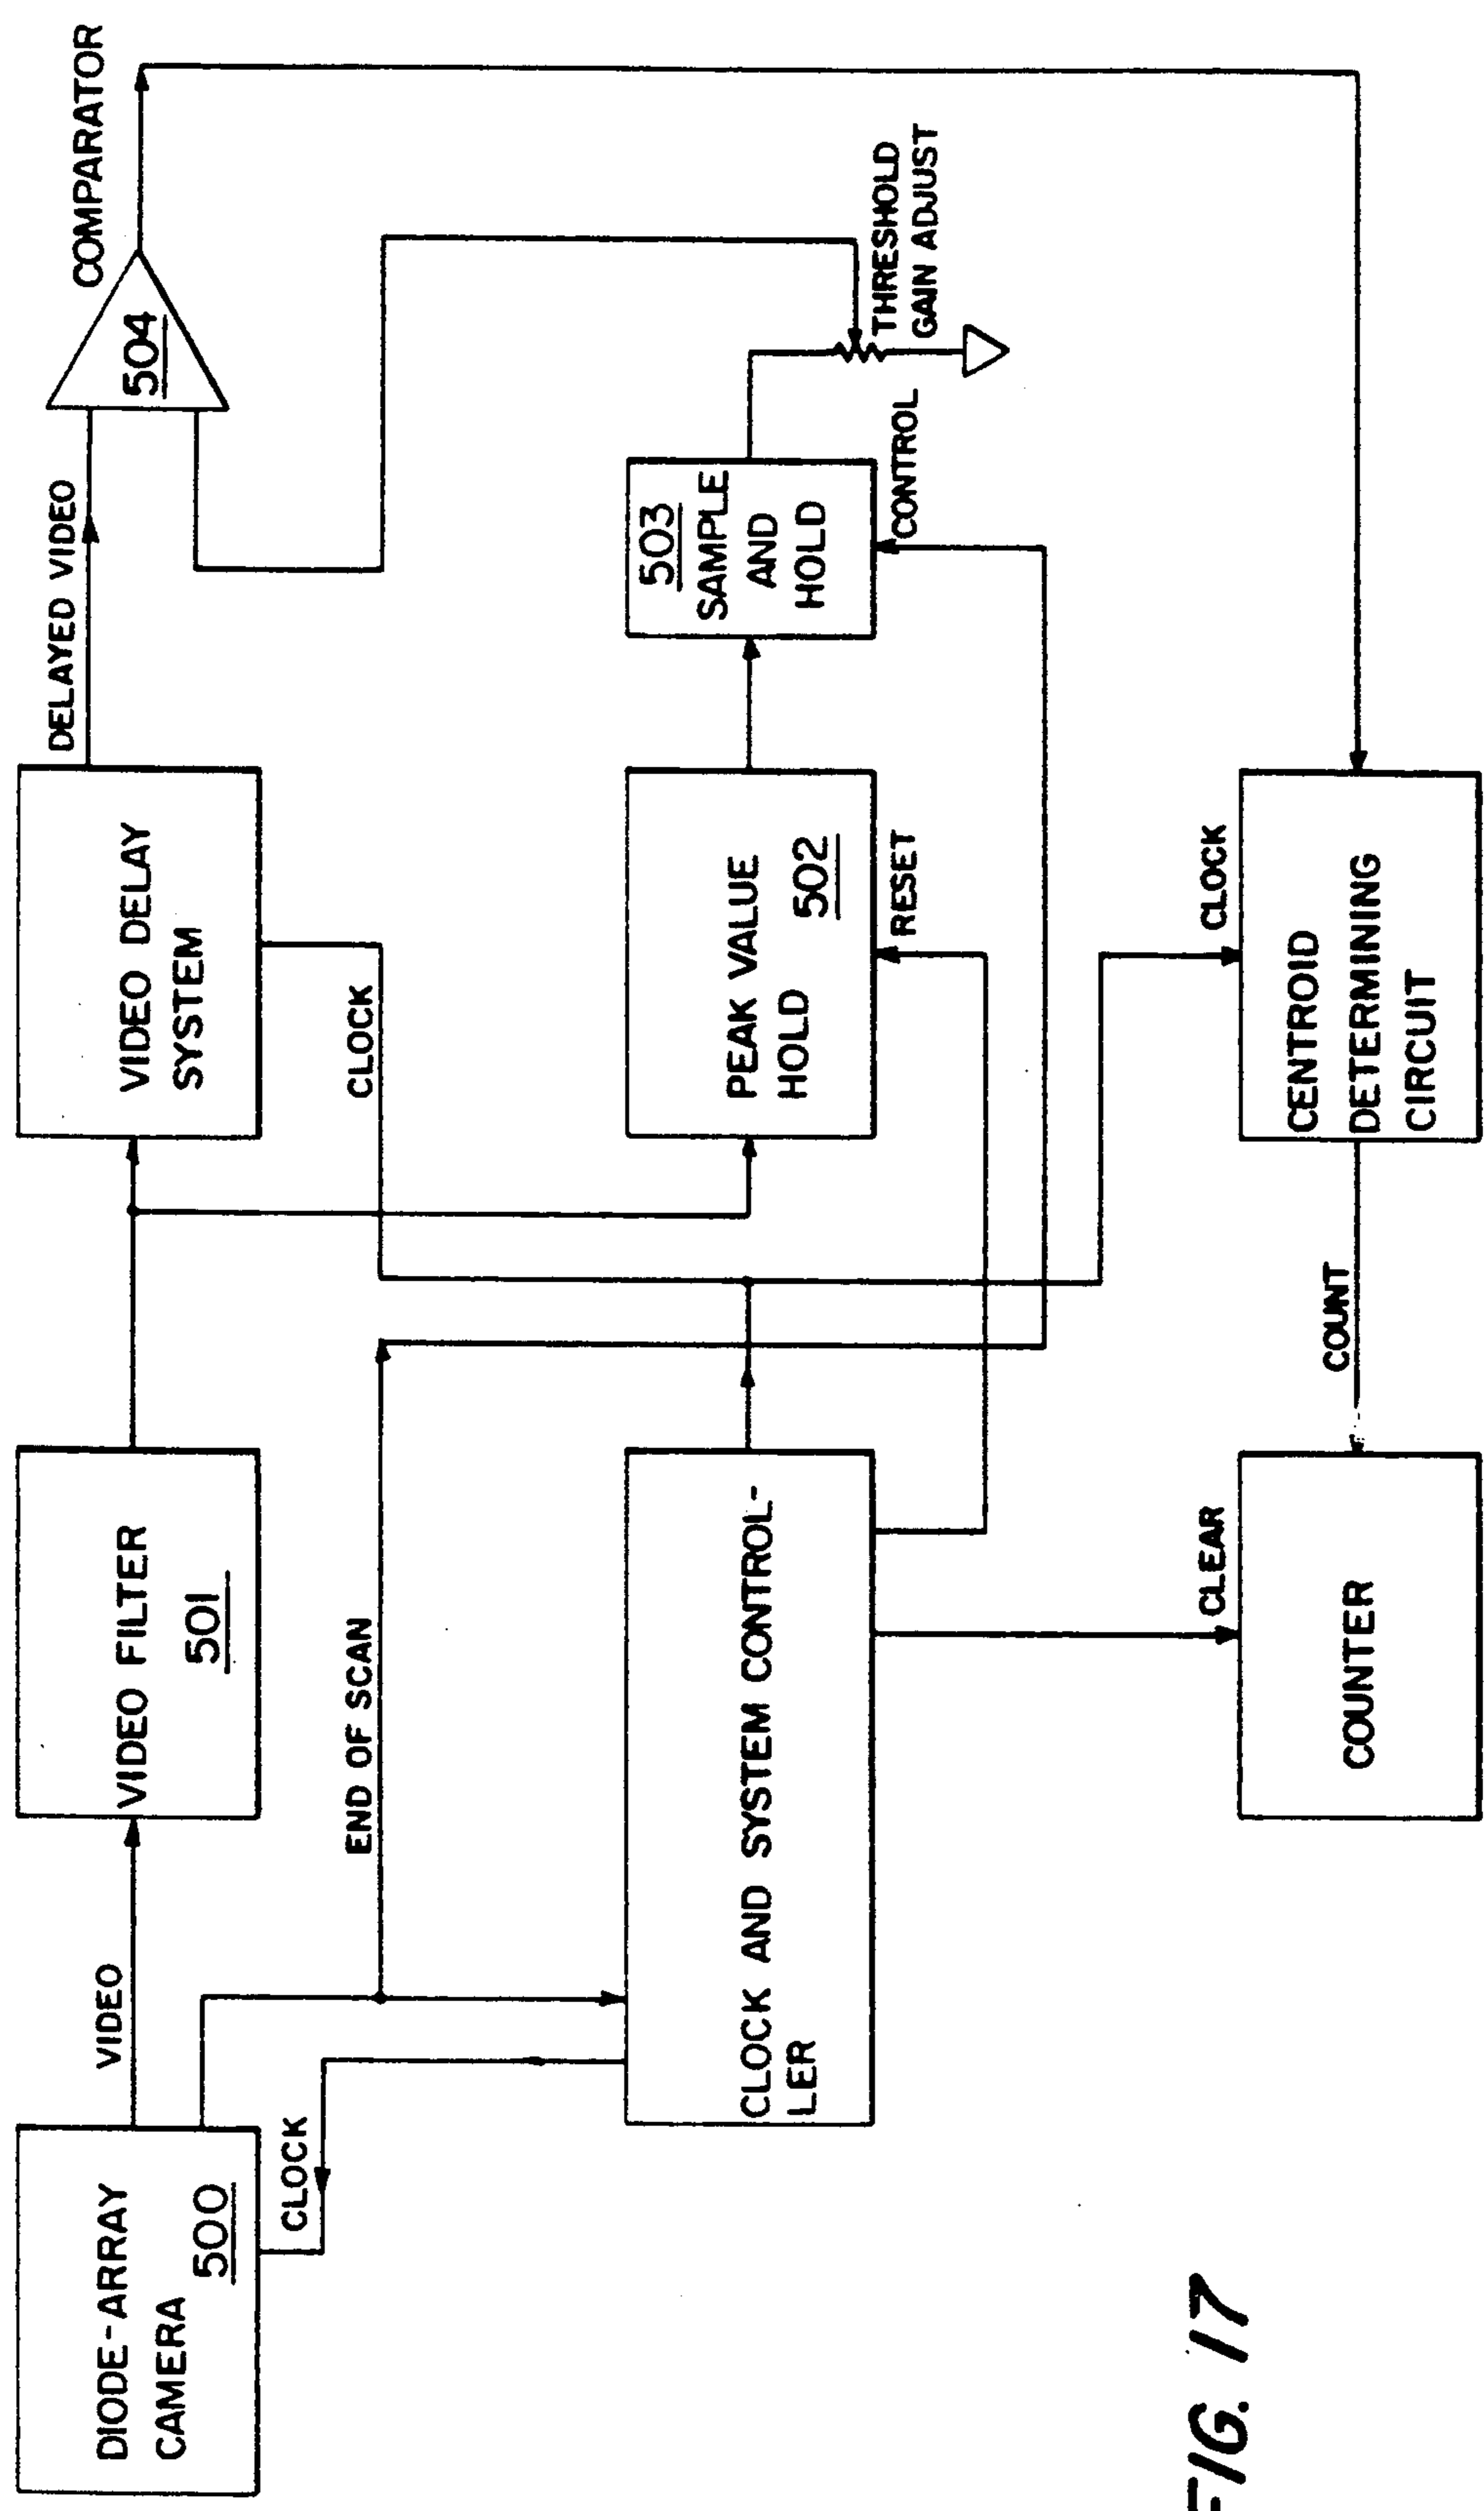 DIODE-ARRAY
CAMERA
500
VIDEO
VIDEO FILTER
501
VIDEO DELAY
SYSTEM
DELAYED VIDEO
504
COMPARATOR
CLOCK
END OF SCAN
CLOCK
CLOCK AND SYSTEM CONTROL-
LER
PEAK VALUE
HOLD
502
RESET
503
SAMPLE
AND
HOLD
CONTROL
THRESHOLD
GAIN ADJUST
CLEAR
COUNTER
COUNT
CLOCK
CENTROID
DETERMINING
CIRCUIT
FIG. 17